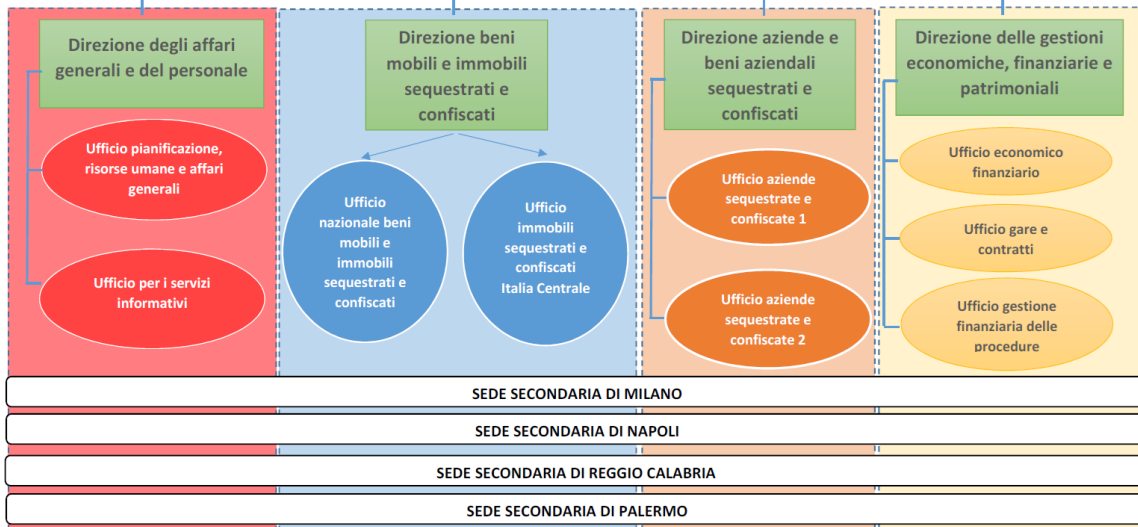 Direzione degli affari
generali e del personale
Ufficio pianificazione,
risorse umane e affari
generali
Ufficio per i servizi
informativi
Direzione beni
mobili e immobili
sequestrati e
confiscati
Ufficio
nazionale beni
mobili e
immobili
sequestrati e
confiscati
Ufficio
immobili
sequestrati e
confiscati
Italia Centrale
Direzione aziende e
beni aziendali
sequestrati e
confiscati
Ufficio aziende
sequestrate e
confiscate 1
Ufficio aziende
sequestrate e
confiscate 2
Direzione delle gestioni
economiche, finanziarie e
patrimoniali
Ufficio economico
finanziario
Ufficio gare e
contratti
Ufficio gestione
finanziaria delle
procedure
SEDE SECONDARIA DI MILANO
SEDE SECONDARIA DI NAPOLI
SEDE SECONDARIA DI REGGIO CALABRIA
SEDE SECONDARIA DI PALERMO